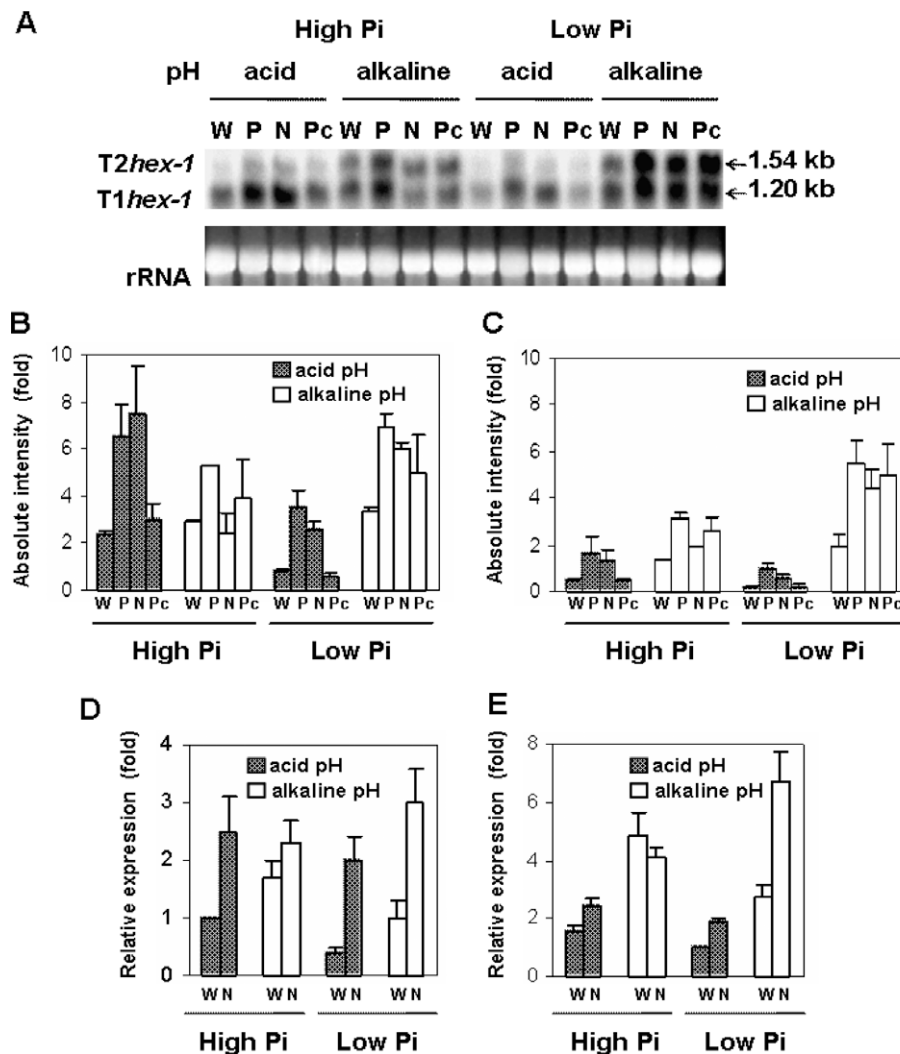 A
High Pi Low Pi
pH acid alkaline acid alkaline
W P N Pc W P N Pc W P N Pc W P N Pc
T2hex-1 1.54 kb
T1hex-1 1.20 kb
rRNA
B
Absolute intensity (fold)
10
8
6
4
2
0
acid pH
alkaline pH
W P N Pc W P N Pc W P N Pc W P N Pc
High Pi Low Pi
C
Absolute intensity (fold)
10
8
6
4
2
0
acid pH
alkaline pH
W P N Pc W P N Pc W P N Pc W P N Pc
High Pi Low Pi
D
Relative expression (fold)
4
3
2
1
0
acid pH
alkaline pH
W N W N W N W N
High Pi Low Pi
E
Relative expression (fold)
8
6
4
2
0
acid pH
alkaline pH
W N W N W N W N
High Pi Low Pi